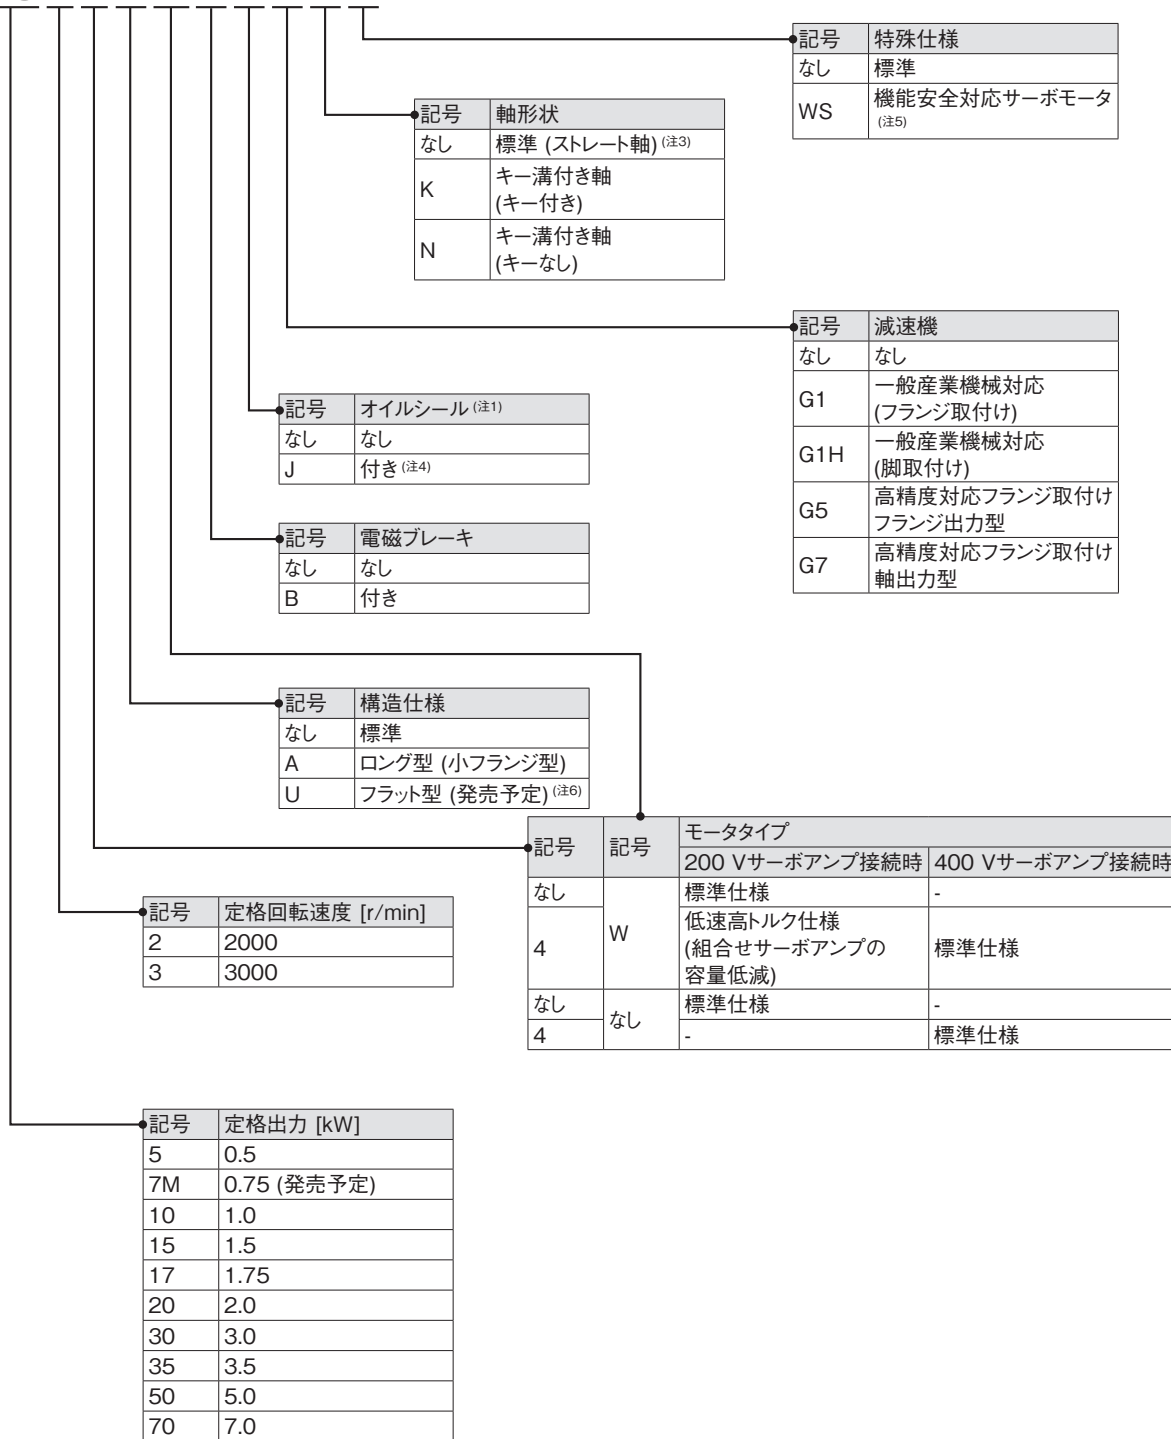 記号 特殊仕様
なし 標準
WS 機能安全対応サーボモータ
(注5)
記号 軸形状
なし 標準 (ストレート軸) (注3)
K キー溝付き軸
(キー付き)
N キー溝付き軸
(キーなし)
記号 減速機
なし なし
G1 一般産業機械対応
(フランジ取付け)
G1H 一般産業機械対応
(脚取付け)
G5 高精度対応フランジ取付け
フランジ出力型
G7 高精度対応フランジ取付け
軸出力型
記号 オイルシール (注1)
なし なし
J 付き (注4)
記号 電磁ブレーキ
なし なし
B 付き
記号 構造仕様
なし 標準
A ロング型 (小フランジ型)
U フラット型 (発売予定) (注6)
記号 記号 モータタイプ
200 Vサーボアンプ接続時 400 Vサーボアンプ接続時
なし W 標準仕様 -
4 低速高トルク仕様
(組合せサーボアンプの
容量低減) 標準仕様
なし なし 標準仕様 -
4 - 標準仕様
記号 定格回転速度 [r/min]
2 2000
3 3000
記号 定格出力 [kW]
5 0.5
7M 0.75 (発売予定)
10 1.0
15 1.5
17 1.75
20 2.0
30 3.0
35 3.5
50 5.0
70 7.0